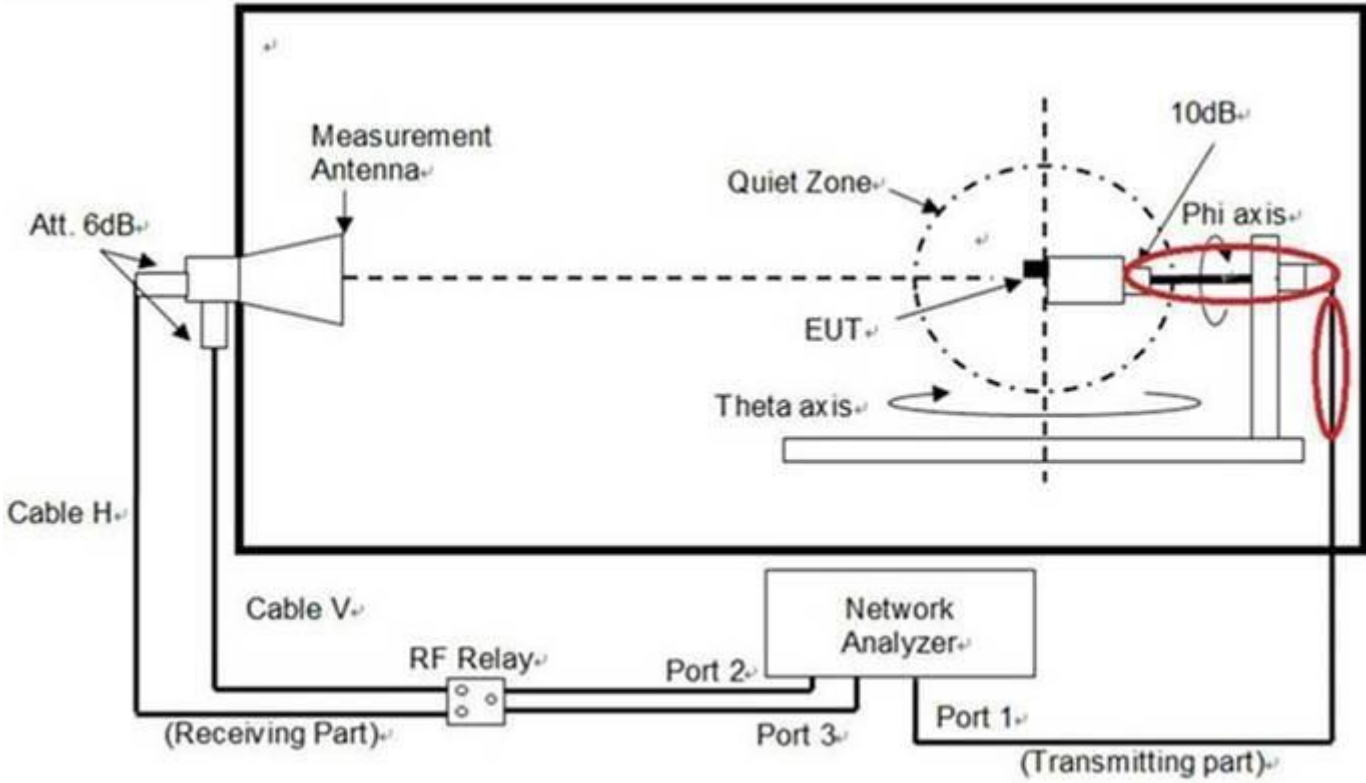 Measurement
Antenna
Att. 6dB
Quiet Zone
10dB
Phi axis
EUT
Theta axis
Cable H
Cable V
RF Relay
Network
Analyzer
Port 2
Port 3
Port 1
(Receiving Part)
(Transmitting part)